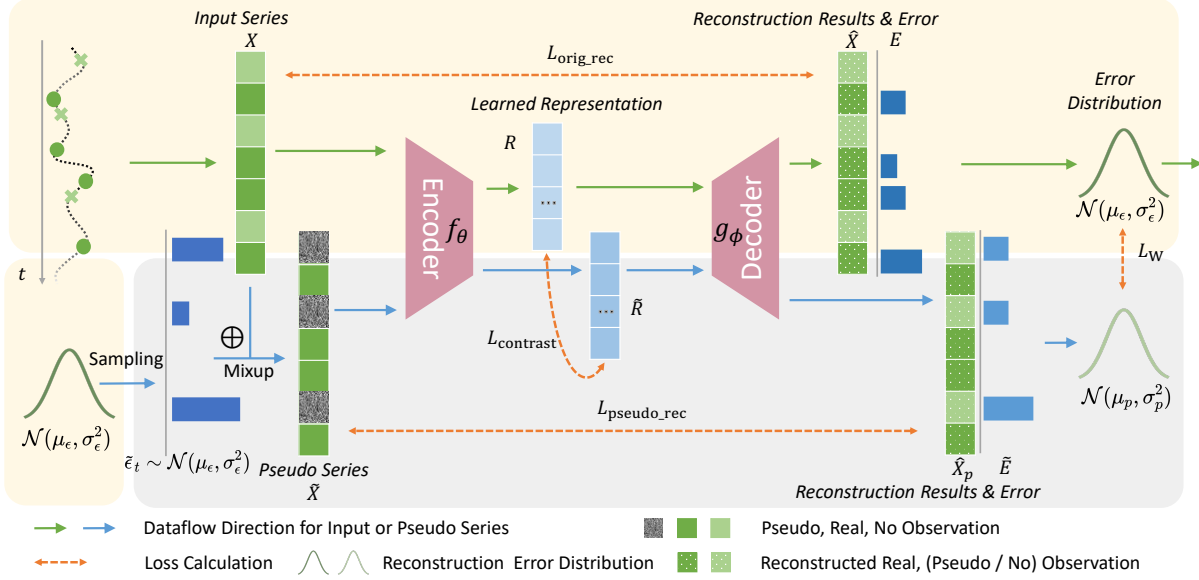 Input Series
X
Reconstruction Results & Error
X̂
E
L_orig_rec
Learned Representation
Error
Distribution
R
...
Encoder
f_θ
Decoder
g_ϕ
𝒩(μ_ϵ, σ_ϵ^2)
t
L_W
...
R̃
L_contrast
Sampling
⊕
Mixup
𝒩(μ_ϵ, σ_ϵ^2)
𝒩(μ_p, σ_p^2)
L_pseudo_rec
ϵ̃_t ~ 𝒩(μ_ϵ, σ_ϵ^2)
Pseudo Series
X̃
X̂_p
Ẽ
Reconstruction Results & Error
Dataflow Direction for Input or Pseudo Series
Pseudo, Real, No Observation
Loss Calculation
Reconstruction Error Distribution
Reconstructed Real, (Pseudo / No) Observation